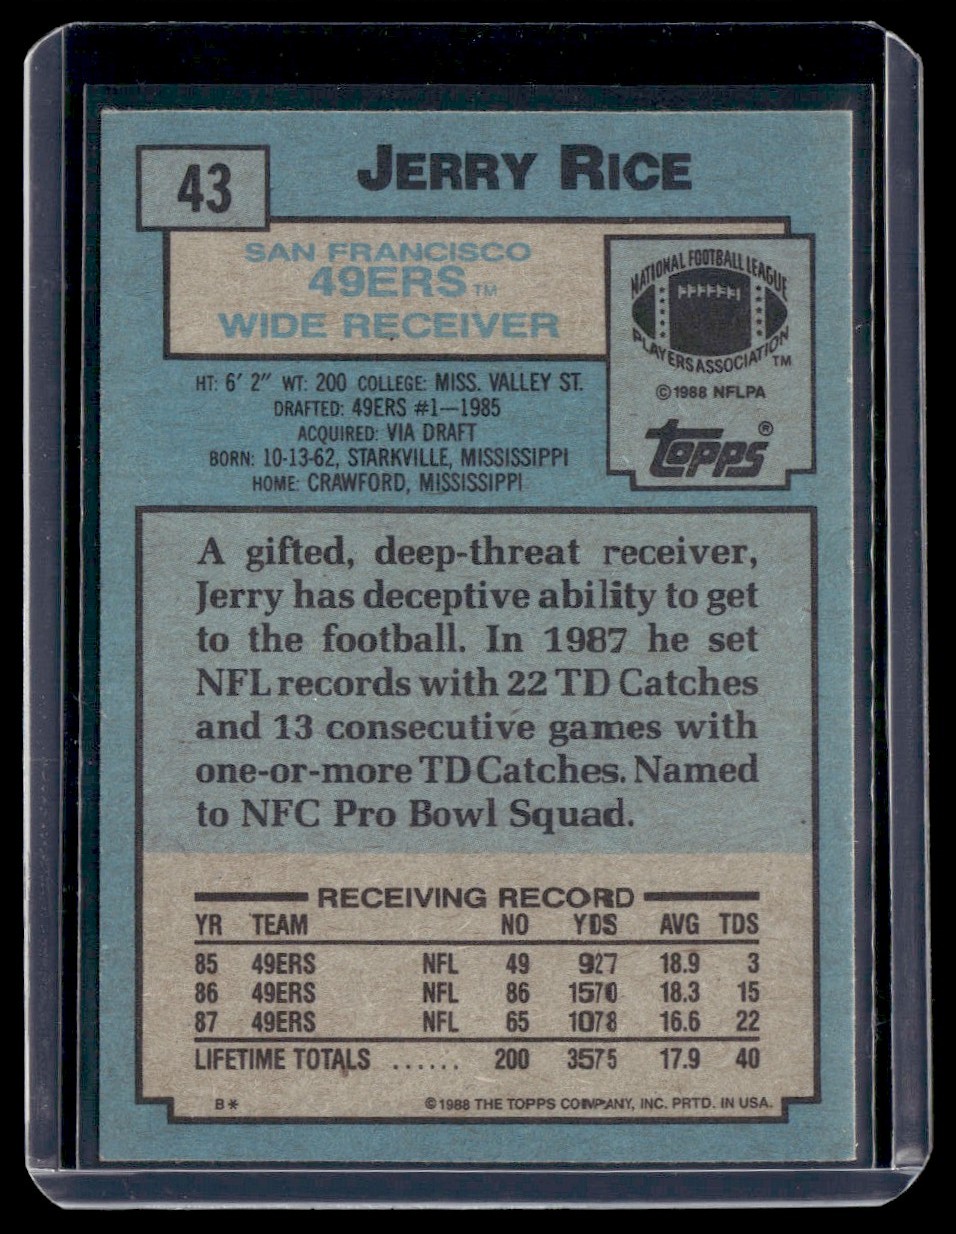 43
JERRY RICE
SAN FRANCISCO
49ERS TM
WIDE RECEIVER
NATIONAL FOOTBALL LEAGUE
PLAYERS ASSOCIATION TM
© 1988 NFLPA
topps ®
HT: 6' 2" WT: 200 COLLEGE: MISS. VALLEY ST.
DRAFTED: 49ERS #1—1985
ACQUIRED: VIA DRAFT
BORN: 10-13-62, STARKVILLE, MISSISSIPPI
HOME: CRAWFORD, MISSISSIPPI
A gifted, deep-threat receiver,
Jerry has deceptive ability to get
to the football. In 1987 he set
NFL records with 22 TD Catches
and 13 consecutive games with
one-or-more TD Catches. Named
to NFC Pro Bowl Squad.
RECEIVING RECORD
YR TEAM NO YDS AVG TDS
85 49ERS NFL 49 927 18.9 3
86 49ERS NFL 86 1570 18.3 15
87 49ERS NFL 65 1078 16.6 22
LIFETIME TOTALS ...... 200 3575 17.9 40
B* © 1988 THE TOPPS COMPANY, INC. PRTD. IN USA.